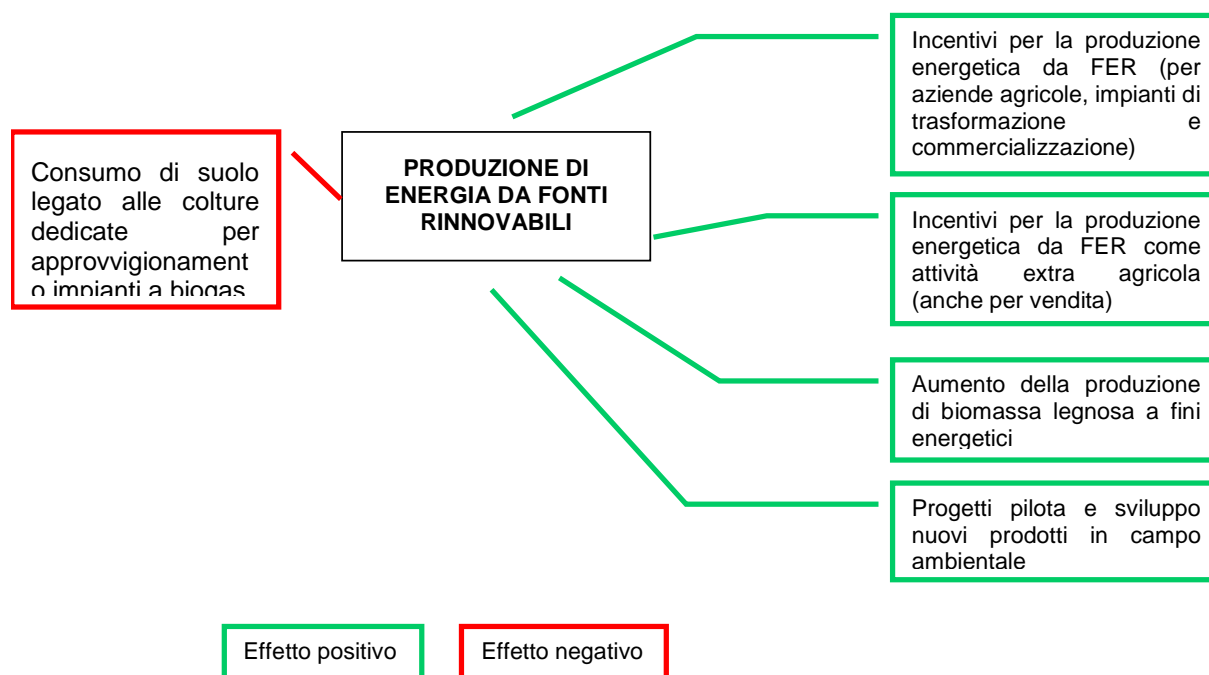 Incentivi per la produzione
energetica da FER (per
aziende agricole, impianti di
trasformazione e
commercializzazione)
Consumo di suolo
legato alle colture
dedicate per
approvvigionament
o impianti a biogas
PRODUZIONE DI
ENERGIA DA FONTI
RINNOVABILI
Incentivi per la produzione
energetica da FER come
attività extra agricola
(anche per vendita)
Aumento della produzione
di biomassa legnosa a fini
energetici
Progetti pilota e sviluppo
nuovi prodotti in campo
ambientale
Effetto positivo
Effetto negativo